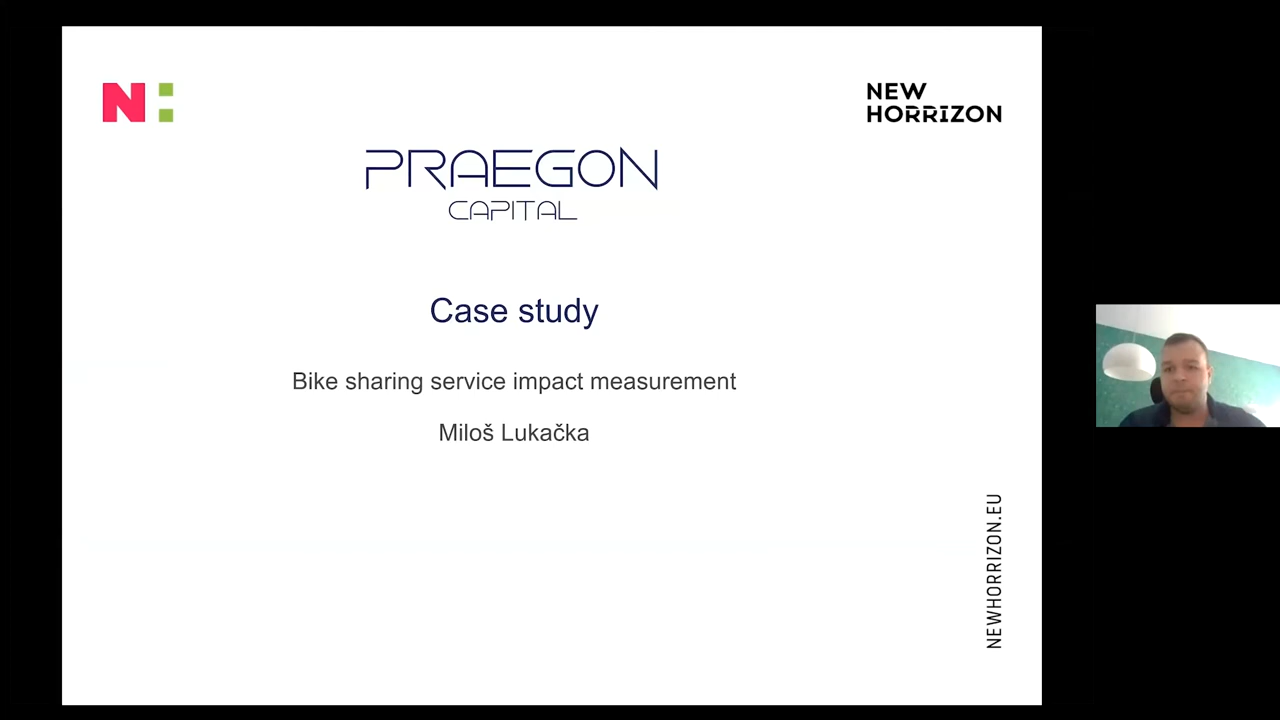 N:
NEW
HORRIZON
PRAEGON
CAPITAL
Case study
Bike sharing service impact measurement
Miloš Lukačka
NEWHORRIZON.EU